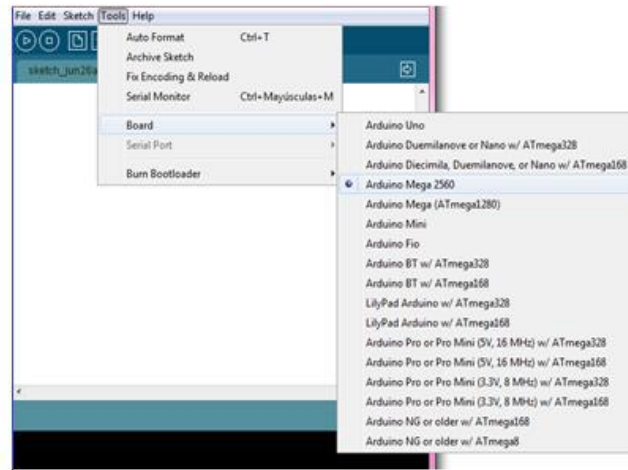 File Edit Sketch Tools Help
Auto Format Ctrl+T
Archive Sketch
Fix Encoding & Reload
Serial Monitor Ctrl+Mayúsculas+M
Board
Serial Port
Burn Bootloader
sketch_jun20a
Arduino Uno
Arduino Duemilanove or Nano w/ ATmega328
Arduino Diecimila, Duemilanove, or Nano w/ ATmega168
Arduino Mega 2560
Arduino Mega (ATmega1280)
Arduino Mini
Arduino Fio
Arduino BT w/ ATmega328
Arduino BT w/ ATmega168
LilyPad Arduino w/ ATmega328
LilyPad Arduino w/ ATmega168
Arduino Pro or Pro Mini (5V, 16 MHz) w/ ATmega328
Arduino Pro or Pro Mini (5V, 16 MHz) w/ ATmega168
Arduino Pro or Pro Mini (3.3V, 8 MHz) w/ ATmega328
Arduino Pro or Pro Mini (3.3V, 8 MHz) w/ ATmega168
Arduino NG or older w/ ATmega168
Arduino NG or older w/ ATmega8